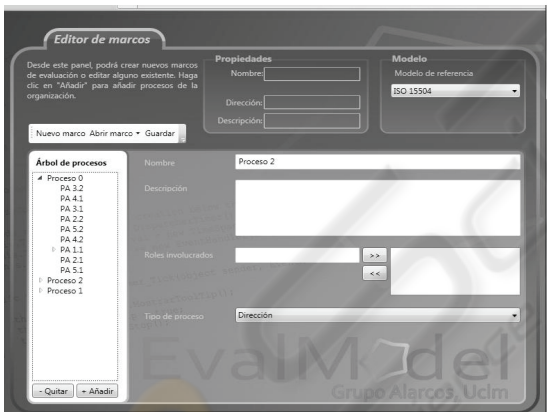 Editor de marcos
Desde este panel, podrá crear nuevos marcos
de evaluación o editar alguno existente. Haga
clic en "Añadir" para añadir procesos de la
organización.
Propiedades
Nombre:
Dirección:
Descripción:
Modelo
Modelo de referencia
ISO 15504
Nuevo marco Abrir marco Guardar
Árbol de procesos
Proceso 0
PA 3.2
PA 4.1
PA 3.1
PA 2.2
PA 5.2
PA 4.2
PA 1.1
PA 2.1
PA 5.1
Proceso 2
Proceso 1
- Quitar + Añadir
Nombre
Proceso 2
Descripción
Roles involucrados
>>
<<
Tipo de proceso
Dirección
EvalModel
Grupo Alarcos, Uclm